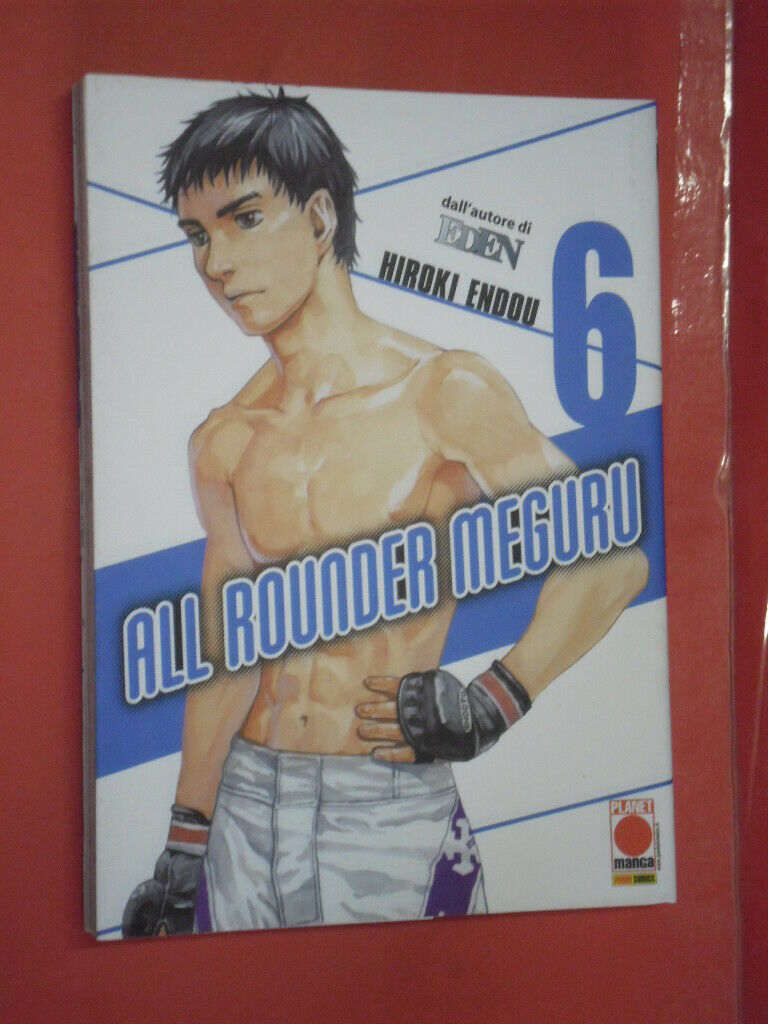 dall'autore di
EDEN
HIROKI ENDOU
6
ALL ROUNDER MEGURU
PLANET
manga
PANINI COMICS